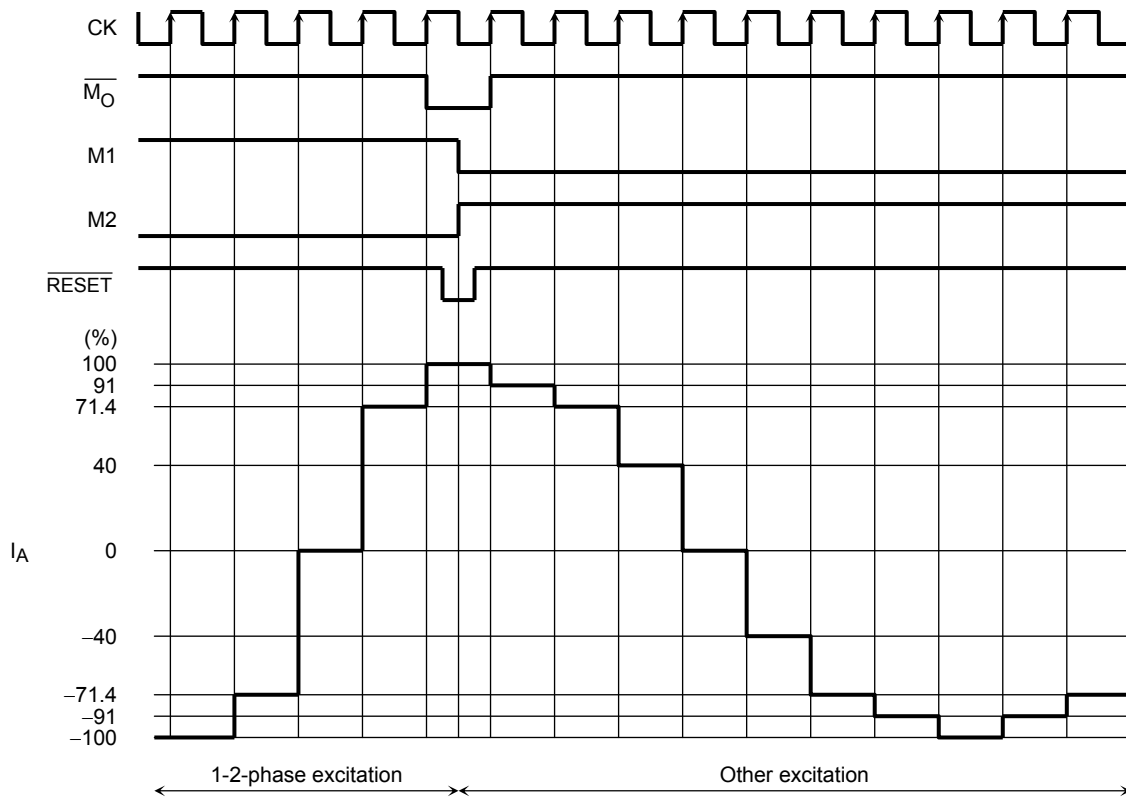 CK
M̅O̅
M1
M2
R̅E̅S̅E̅T̅
(%)
100
91
71.4
40
IA 0
−40
−71.4
−91
−100
1-2-phase excitation Other excitation